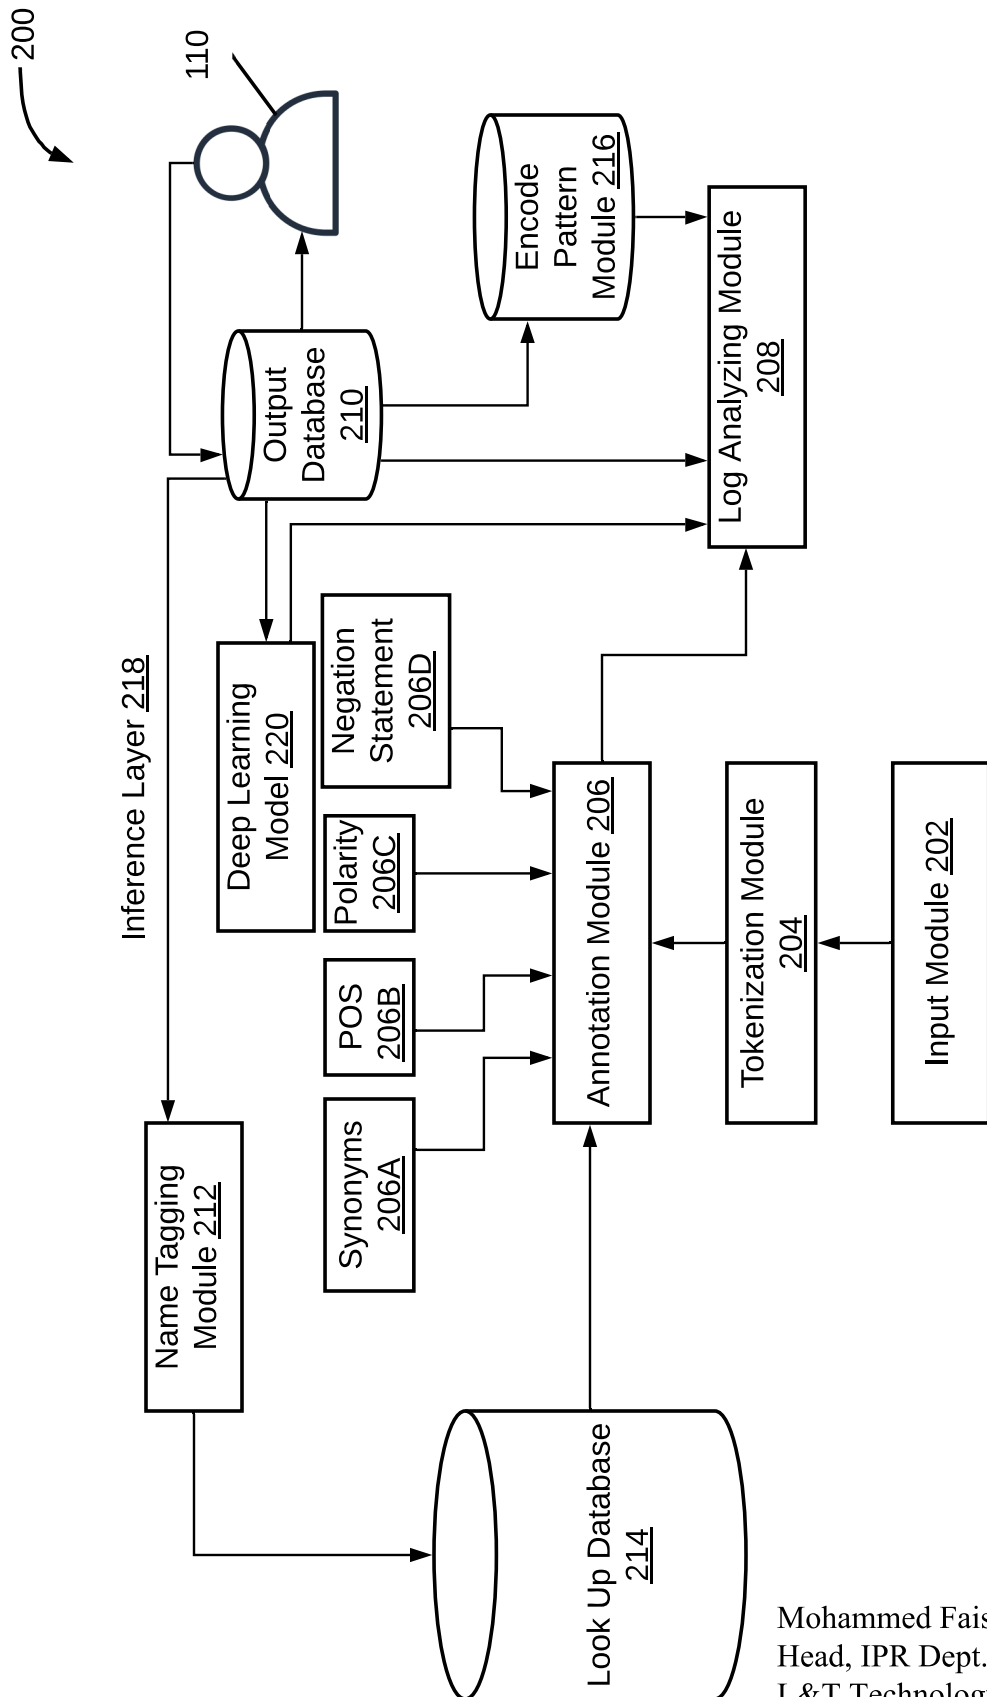 200
110
Inference Layer 218
Name Tagging
Module 212
Deep Learning
Model 220
Output
Database
210
Synonyms
206A
POS
206B
Polarity
206C
Negation
Statement
206D
Encode
Pattern
Module 216
Look Up Database
214
Annotation Module 206
Log Analyzing Module
208
Tokenization Module
204
Input Module 202
Mohammed Fais
Head, IPR Dept.
L&T Technolog